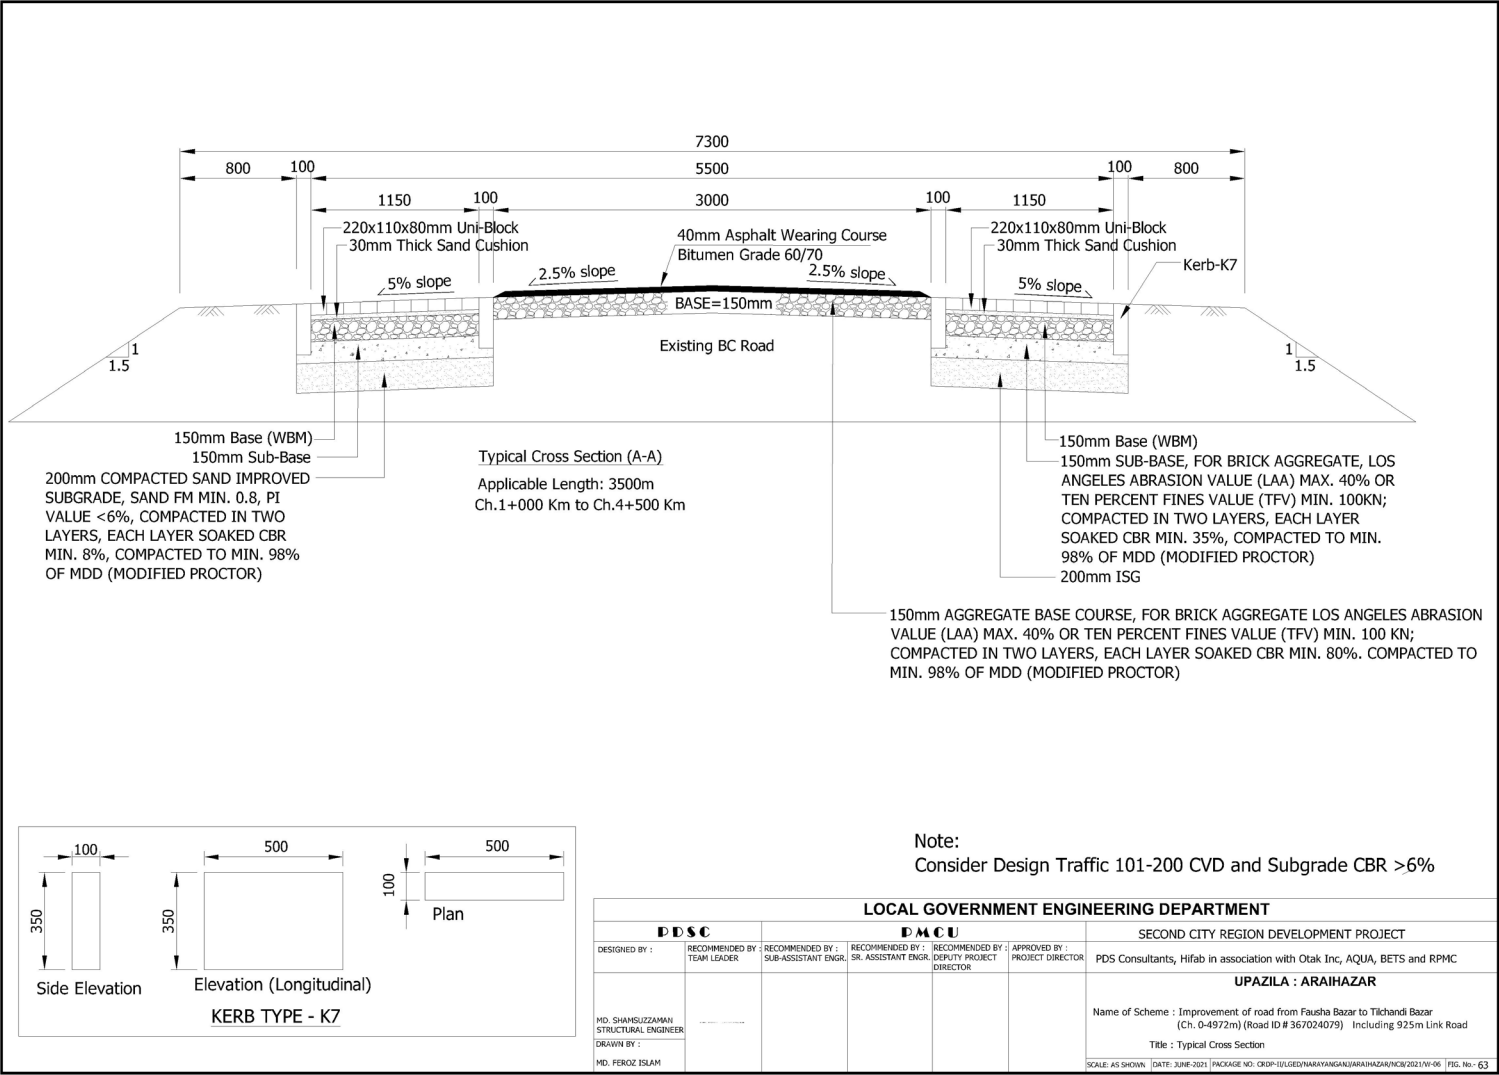 7300
800
100
5500
100
800
1150
100
3000
100
1150
220x110x80mm Uni-Block
30mm Thick Sand Cushion
40mm Asphalt Wearing Course
Bitumen Grade 60/70
220x110x80mm Uni-Block
30mm Thick Sand Cushion
Kerb-K7
5% slope
2.5% slope
2.5% slope
5% slope
BASE=150mm
Existing BC Road
1
1.5
1
1.5
150mm Base (WBM)
150mm Sub-Base
200mm COMPACTED SAND IMPROVED
SUBGRADE, SAND FM MIN. 0.8, PI
VALUE <6%, COMPACTED IN TWO
LAYERS, EACH LAYER SOAKED CBR
MIN. 8%, COMPACTED TO MIN. 98%
OF MDD (MODIFIED PROCTOR)
Typical Cross Section (A-A)
Applicable Length: 3500m
Ch.1+000 Km to Ch.4+500 Km
150mm Base (WBM)
150mm SUB-BASE, FOR BRICK AGGREGATE, LOS
ANGELES ABRASION VALUE (LAA) MAX. 40% OR
TEN PERCENT FINES VALUE (TFV) MIN. 100KN;
COMPACTED IN TWO LAYERS, EACH LAYER
SOAKED CBR MIN. 35%, COMPACTED TO MIN.
98% OF MDD (MODIFIED PROCTOR)
200mm ISG
150mm AGGREGATE BASE COURSE, FOR BRICK AGGREGATE LOS ANGELES ABRASION
VALUE (LAA) MAX. 40% OR TEN PERCENT FINES VALUE (TFV) MIN. 100 KN;
COMPACTED IN TWO LAYERS, EACH LAYER SOAKED CBR MIN. 80%. COMPACTED TO
MIN. 98% OF MDD (MODIFIED PROCTOR)
100
350
Side Elevation
500
350
Elevation (Longitudinal)
500
100
Plan
KERB TYPE - K7
Note:
Consider Design Traffic 101-200 CVD and Subgrade CBR >6%
LOCAL GOVERNMENT ENGINEERING DEPARTMENT
PDSC
PMCU
SECOND CITY REGION DEVELOPMENT PROJECT
DESIGNED BY :
RECOMMENDED BY :
TEAM LEADER
RECOMMENDED BY :
SUB-ASSISTANT ENGR.
RECOMMENDED BY :
SR. ASSISTANT ENGR.
RECOMMENDED BY :
DEPUTY PROJECT
DIRECTOR
APPROVED BY :
PROJECT DIRECTOR
PDS Consultants, Hifab in association with Otak Inc, AQUA, BETS and RPMC
UPAZILA : ARAIHAZAR
MD. SHAMSUZZAMAN
STRUCTURAL ENGINEER
DRAWN BY :
MD. FEROZ ISLAM
Name of Scheme : Improvement of road from Fausha Bazar to Tilchandi Bazar
(Ch. 0-4972m) (Road ID # 367024079) Including 925m Link Road
Title : Typical Cross Section
SCALE: AS SHOWN
DATE: JUNE-2021
PACKAGE NO: CRDP-II/LGED/NARAYANGANJ/ARAIHAZAR/NCB/2021/W-06
FIG. No.- 63